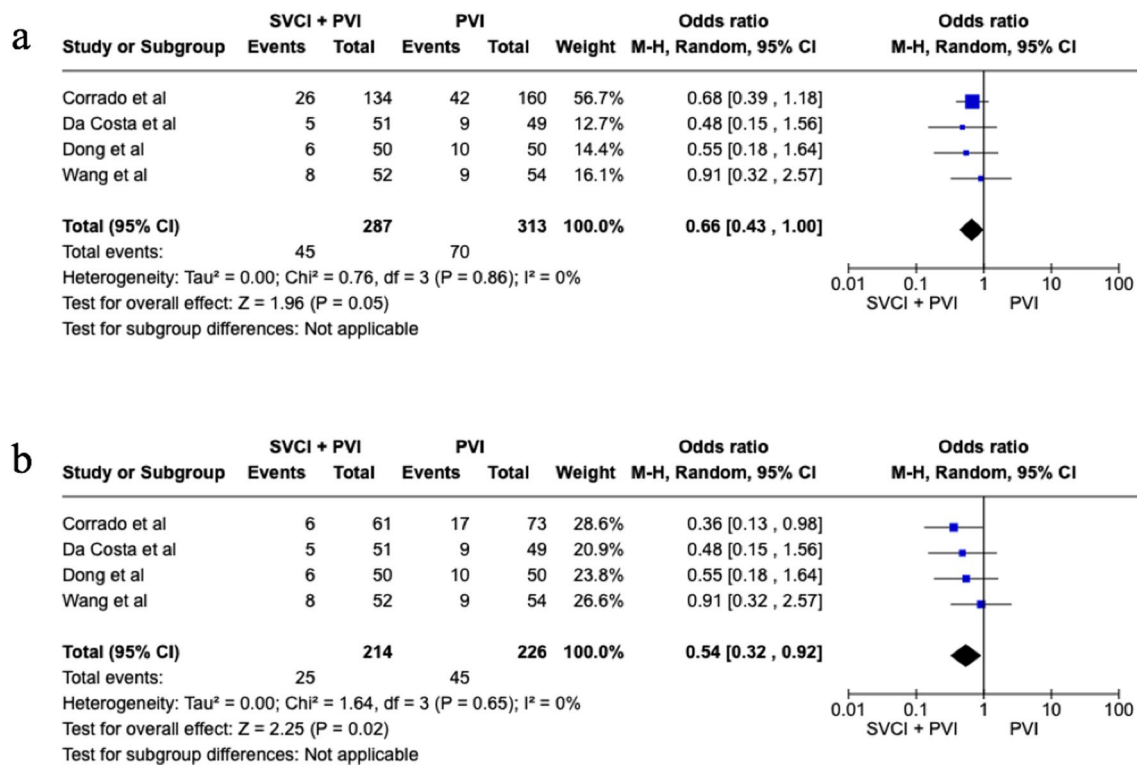 a
SVCI + PVI PVI Odds ratio Odds ratio
Study or Subgroup Events Total Events Total Weight M-H, Random, 95% CI M-H, Random, 95% CI
Corrado et al 26 134 42 160 56.7% 0.68 [0.39 , 1.18]
Da Costa et al 5 51 9 49 12.7% 0.48 [0.15 , 1.56]
Dong et al 6 50 10 50 14.4% 0.55 [0.18 , 1.64]
Wang et al 8 52 9 54 16.1% 0.91 [0.32 , 2.57]
Total (95% CI) 287 313 100.0% 0.66 [0.43 , 1.00]
Total events: 45 70
Heterogeneity: Tau² = 0.00; Chi² = 0.76, df = 3 (P = 0.86); I² = 0%
Test for overall effect: Z = 1.96 (P = 0.05)
Test for subgroup differences: Not applicable
0.01 0.1 1 10 100
SVCI + PVI PVI
b
SVCI + PVI PVI Odds ratio Odds ratio
Study or Subgroup Events Total Events Total Weight M-H, Random, 95% CI M-H, Random, 95% CI
Corrado et al 6 61 17 73 28.6% 0.36 [0.13 , 0.98]
Da Costa et al 5 51 9 49 20.9% 0.48 [0.15 , 1.56]
Dong et al 6 50 10 50 23.8% 0.55 [0.18 , 1.64]
Wang et al 8 52 9 54 26.6% 0.91 [0.32 , 2.57]
Total (95% CI) 214 226 100.0% 0.54 [0.32 , 0.92]
Total events: 25 45
Heterogeneity: Tau² = 0.00; Chi² = 1.64, df = 3 (P = 0.65); I² = 0%
Test for overall effect: Z = 2.25 (P = 0.02)
Test for subgroup differences: Not applicable
0.01 0.1 1 10 100
SVCI + PVI PVI